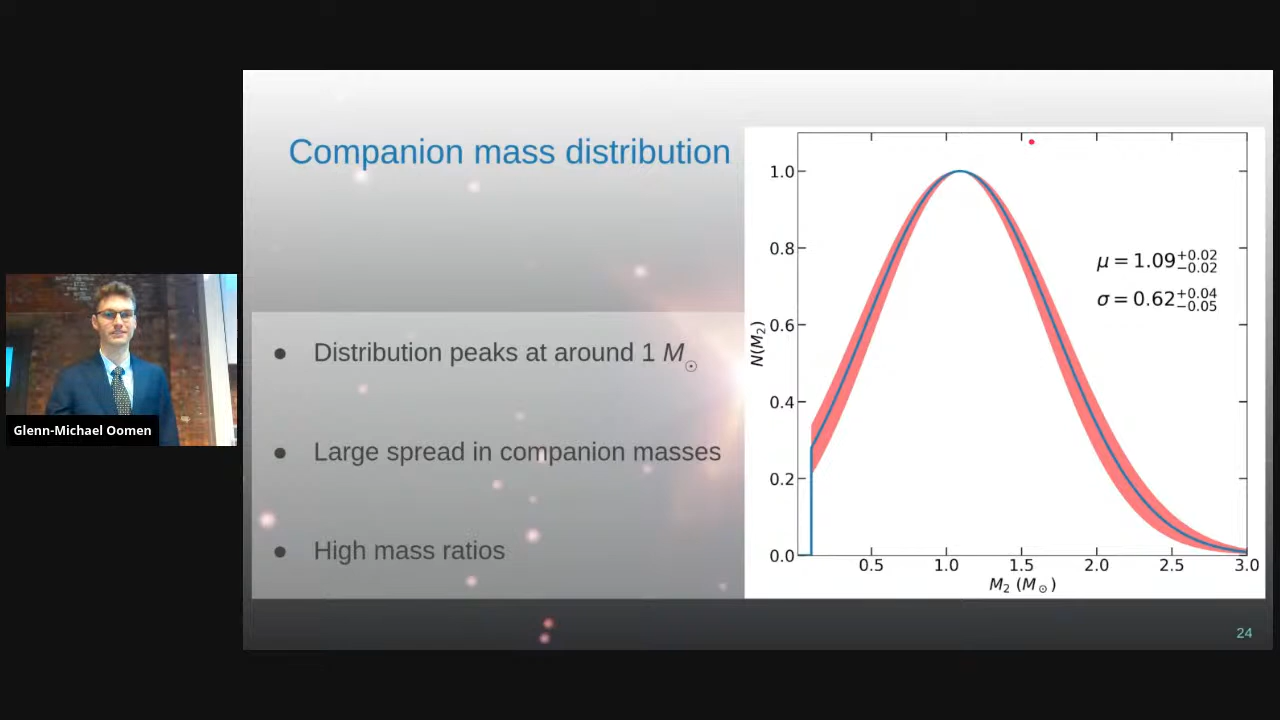 Companion mass distribution
● Distribution peaks at around 1 M☉
● Large spread in companion masses
● High mass ratios
Glenn-Michael Oomen
1.0
0.8
0.6
0.4
0.2
0.0
N(M₂)
μ = 1.09 +0.02 −0.02
σ = 0.62 +0.04 −0.05
0.5 1.0 1.5 2.0 2.5 3.0
M₂ (M☉)
24